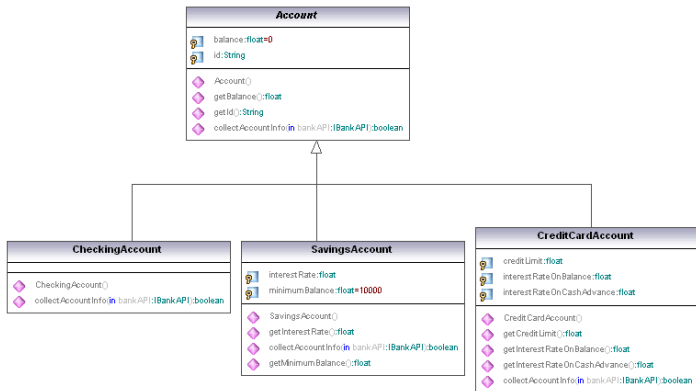 Account
balance:float=0
id:String
Account()
getBalance():float
getId():String
collectAccountInfo(in bankAPI:IBankAPI):boolean
CheckingAccount
CheckingAccount()
collectAccountInfo(in bankAPI:IBankAPI):boolean
SavingsAccount
interestRate:float
minimumBalance:float=10000
SavingsAccount()
getInterestRate():float
collectAccountInfo(in bankAPI:IBankAPI):boolean
getMinimumBalance():float
CreditCardAccount
creditLimit:float
interestRateOnBalance:float
interestRateOnCashAdvance:float
CreditCardAccount()
getCreditLimit():float
getInterestRateOnBalance():float
getInterestRateOnCashAdvance():float
collectAccountInfo(in bankAPI:IBankAPI):boolean